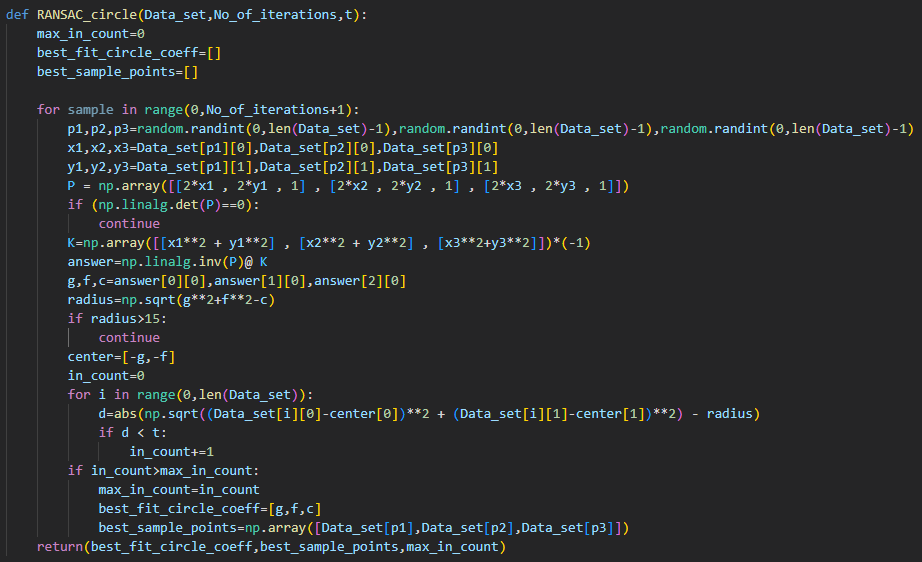 def RANSAC_circle(Data_set,No_of_iterations,t):
    max_in_count=0
    best_fit_circle_coeff=[]
    best_sample_points=[]

    for sample in range(0,No_of_iterations+1):
        p1,p2,p3=random.randint(0,len(Data_set)-1),random.randint(0,len(Data_set)-1),random.randint(0,len(Data_set)-1)
        x1,x2,x3=Data_set[p1][0],Data_set[p2][0],Data_set[p3][0]
        y1,y2,y3=Data_set[p1][1],Data_set[p2][1],Data_set[p3][1]
        P = np.array([[2*x1 , 2*y1 , 1] , [2*x2 , 2*y2 , 1] , [2*x3 , 2*y3 , 1]])
        if (np.linalg.det(P)==0):
            continue
        K=np.array([[x1**2 + y1**2] , [x2**2 + y2**2] , [x3**2+y3**2]])*(-1)
        answer=np.linalg.inv(P)@ K
        g,f,c=answer[0][0],answer[1][0],answer[2][0]
        radius=np.sqrt(g**2+f**2-c)
        if radius>15:
            continue
        center=[-g,-f]
        in_count=0
        for i in range(0,len(Data_set)):
            d=abs(np.sqrt((Data_set[i][0]-center[0])**2 + (Data_set[i][1]-center[1])**2) - radius)
            if d < t:
                in_count+=1
        if in_count>max_in_count:
            max_in_count=in_count
            best_fit_circle_coeff=[g,f,c]
            best_sample_points=np.array([Data_set[p1],Data_set[p2],Data_set[p3]])
    return(best_fit_circle_coeff,best_sample_points,max_in_count)